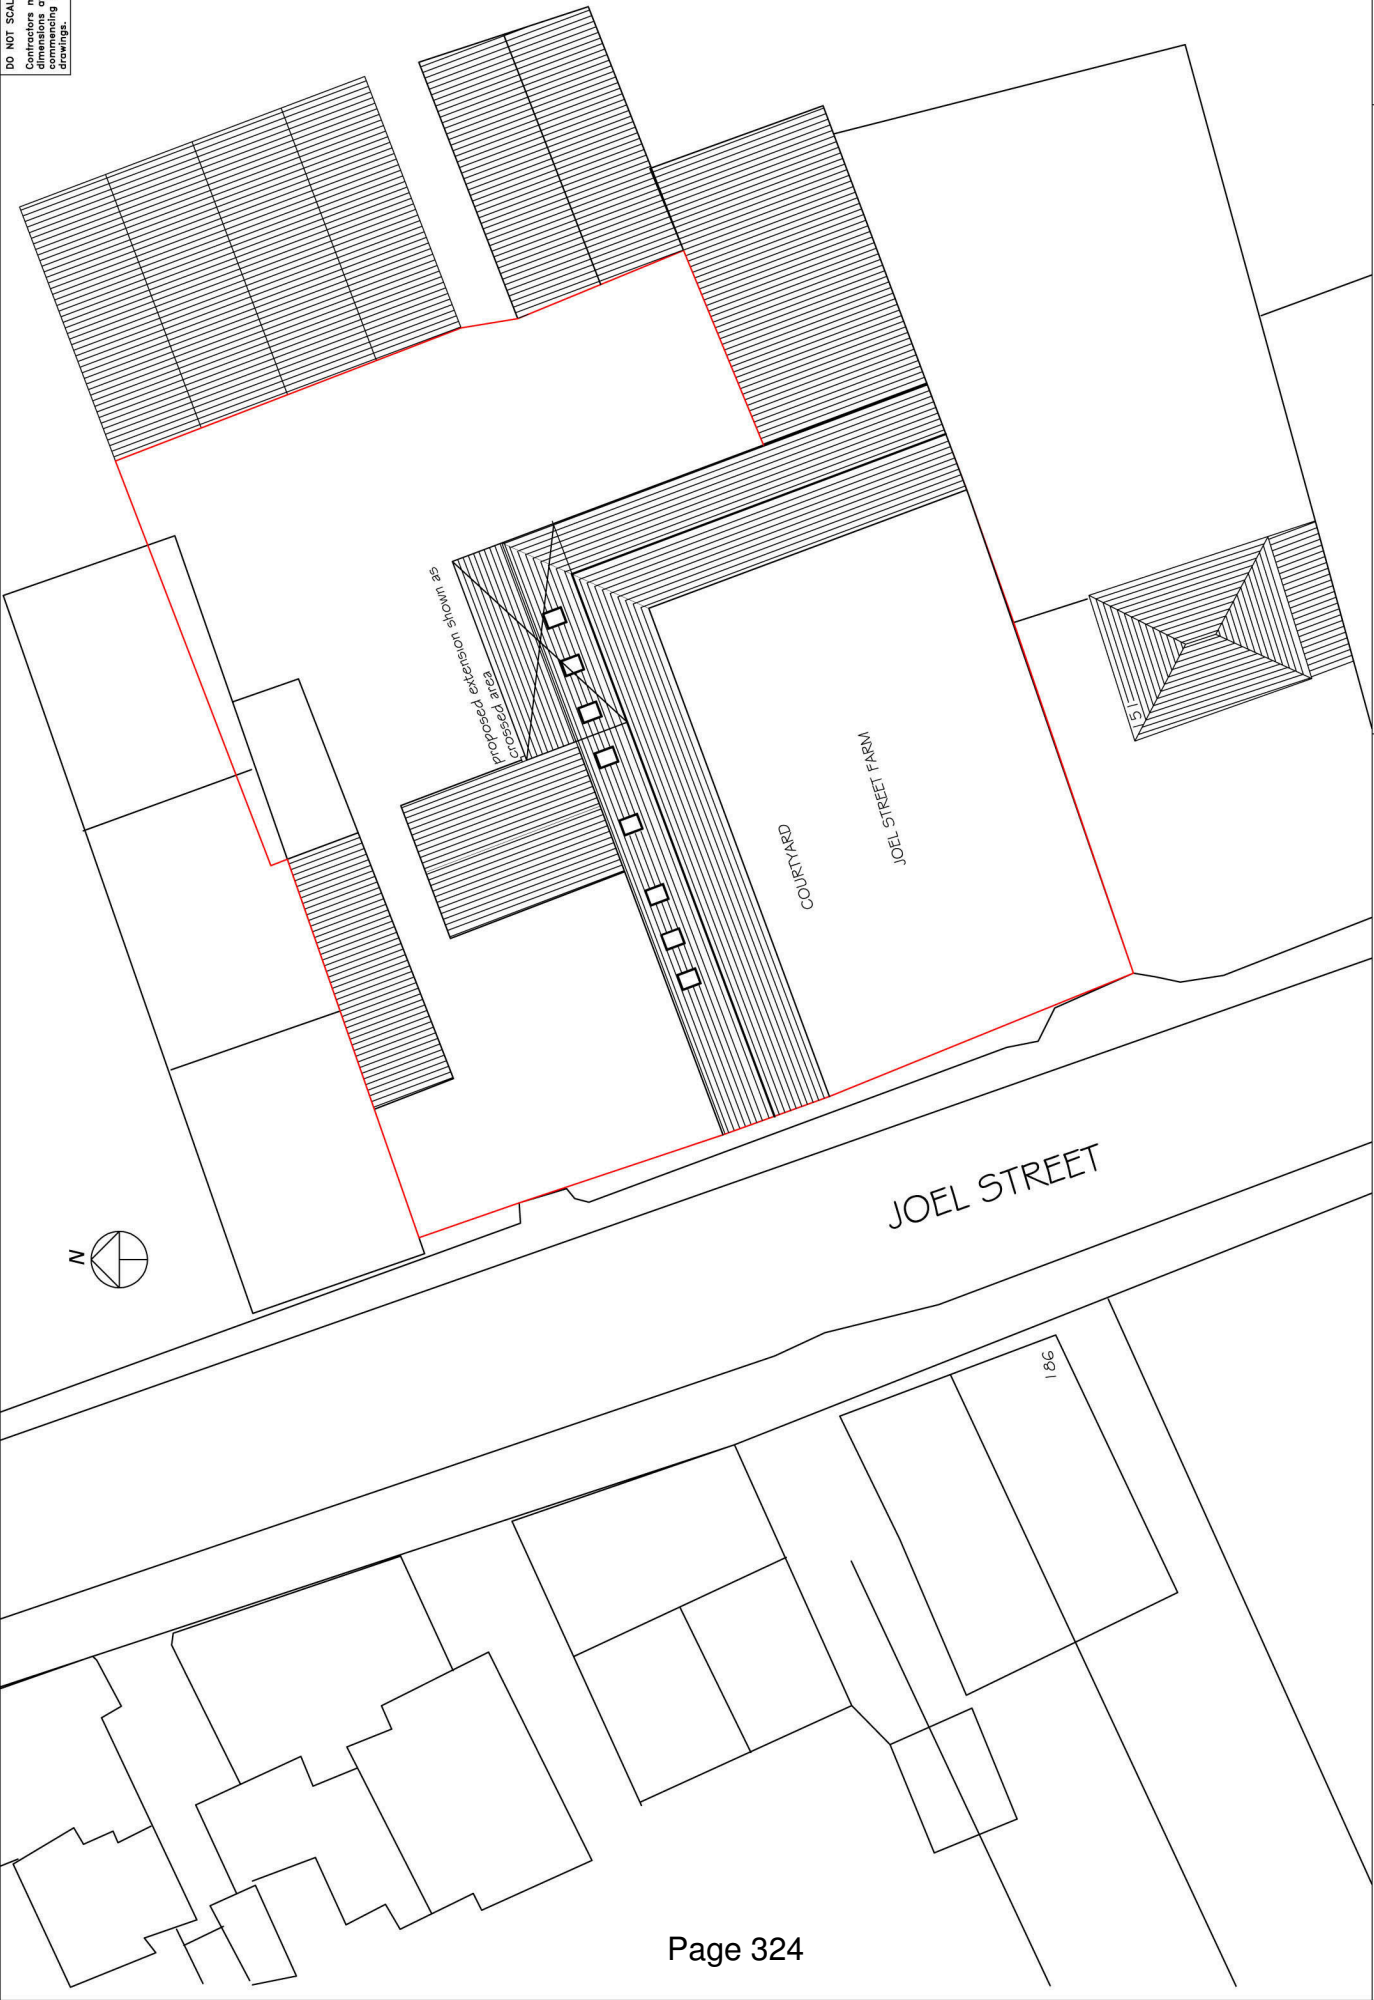 DO NOT SCAL
Contractors m
dimensions a
commencing
drawings.
Proposed extension shown as
crossed area
COURTYARD
JOEL STREET FARM
51
N
JOEL STREET
186
Page 324